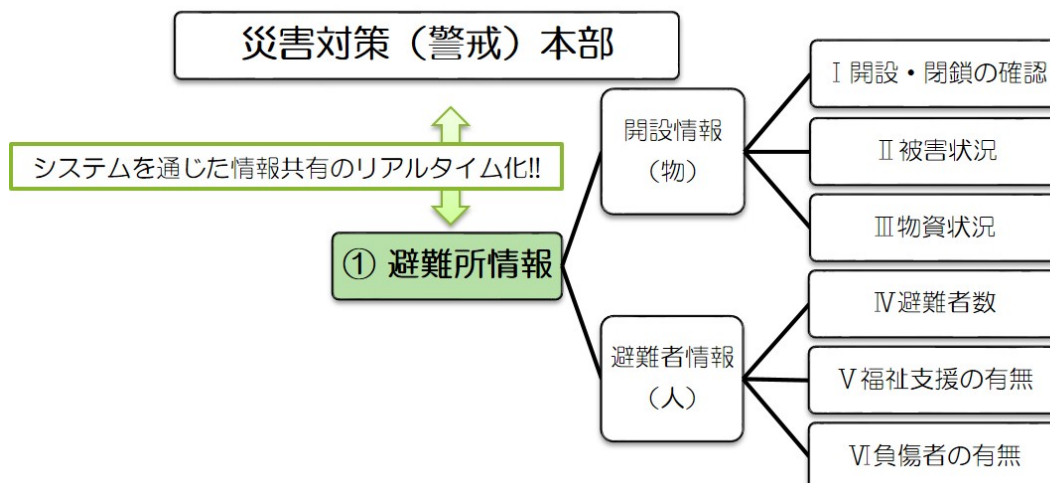 災害対策（警戒）本部
システムを通じた情報共有のリアルタイム化!!
① 避難所情報
開設情報
（物）
Ⅰ開設・閉鎖の確認
Ⅱ被害状況
Ⅲ物資状況
避難者情報
（人）
Ⅳ避難者数
Ⅴ福祉支援の有無
Ⅵ負傷者の有無